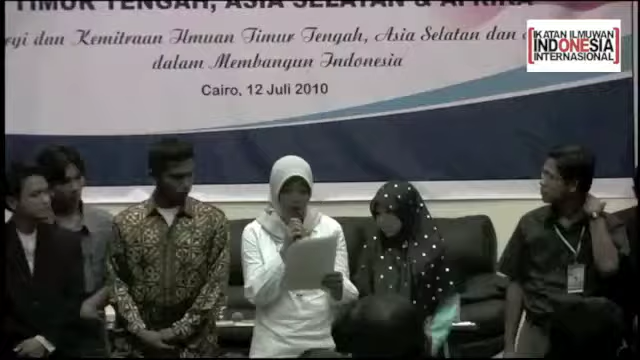 TIMUR TENGAH, ASIA SELATAN & AFRIKA
dan Kemitraan Ilmuan Timur Tengah, Asia Selatan dan
dalam Membangun Indonesia
Cairo, 12 Juli 2010
IKATAN ILMUWAN
INDONESIA
INTERNASIONAL